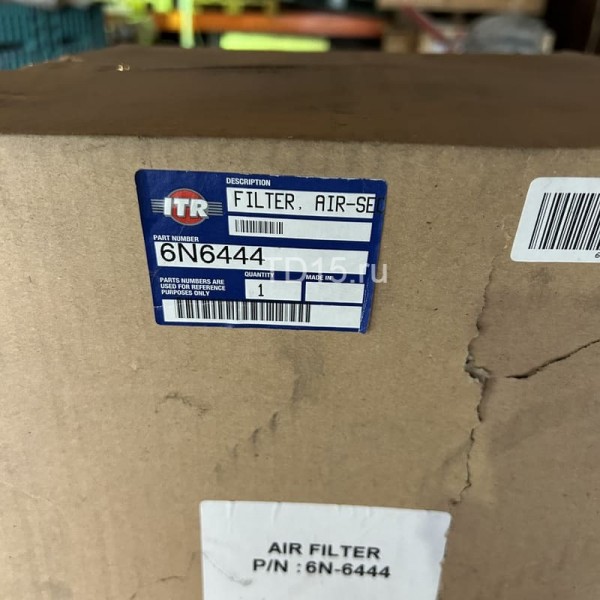 ITR
DESCRIPTION
FILTER, AIR-SE
PART NUMBER
6N6444
TD15.ru
PARTS NUMBERS ARE
USED FOR REFERENCE
PURPOSES ONLY
QUANTITY
1
MADE IN
AIR FILTER
P/N : 6N-6444